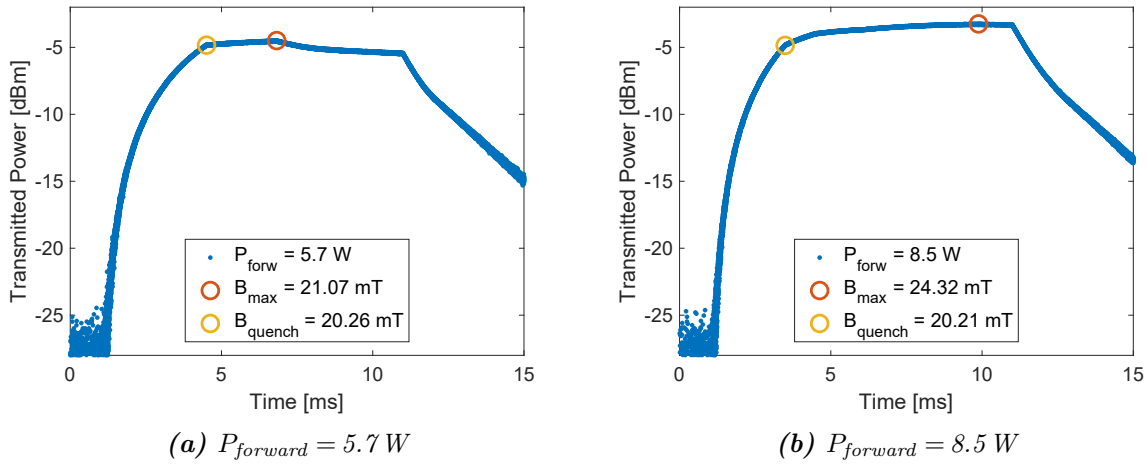 Transmitted Power [dBm]
-5
-10
-15
-20
-25
P_forw = 5.7 W
B_max = 21.07 mT
B_quench = 20.26 mT
0 5 10 15
Time [ms]
(a) P_forward = 5.7 W
Transmitted Power [dBm]
-5
-10
-15
-20
-25
P_forw = 8.5 W
B_max = 24.32 mT
B_quench = 20.21 mT
0 5 10 15
Time [ms]
(b) P_forward = 8.5 W